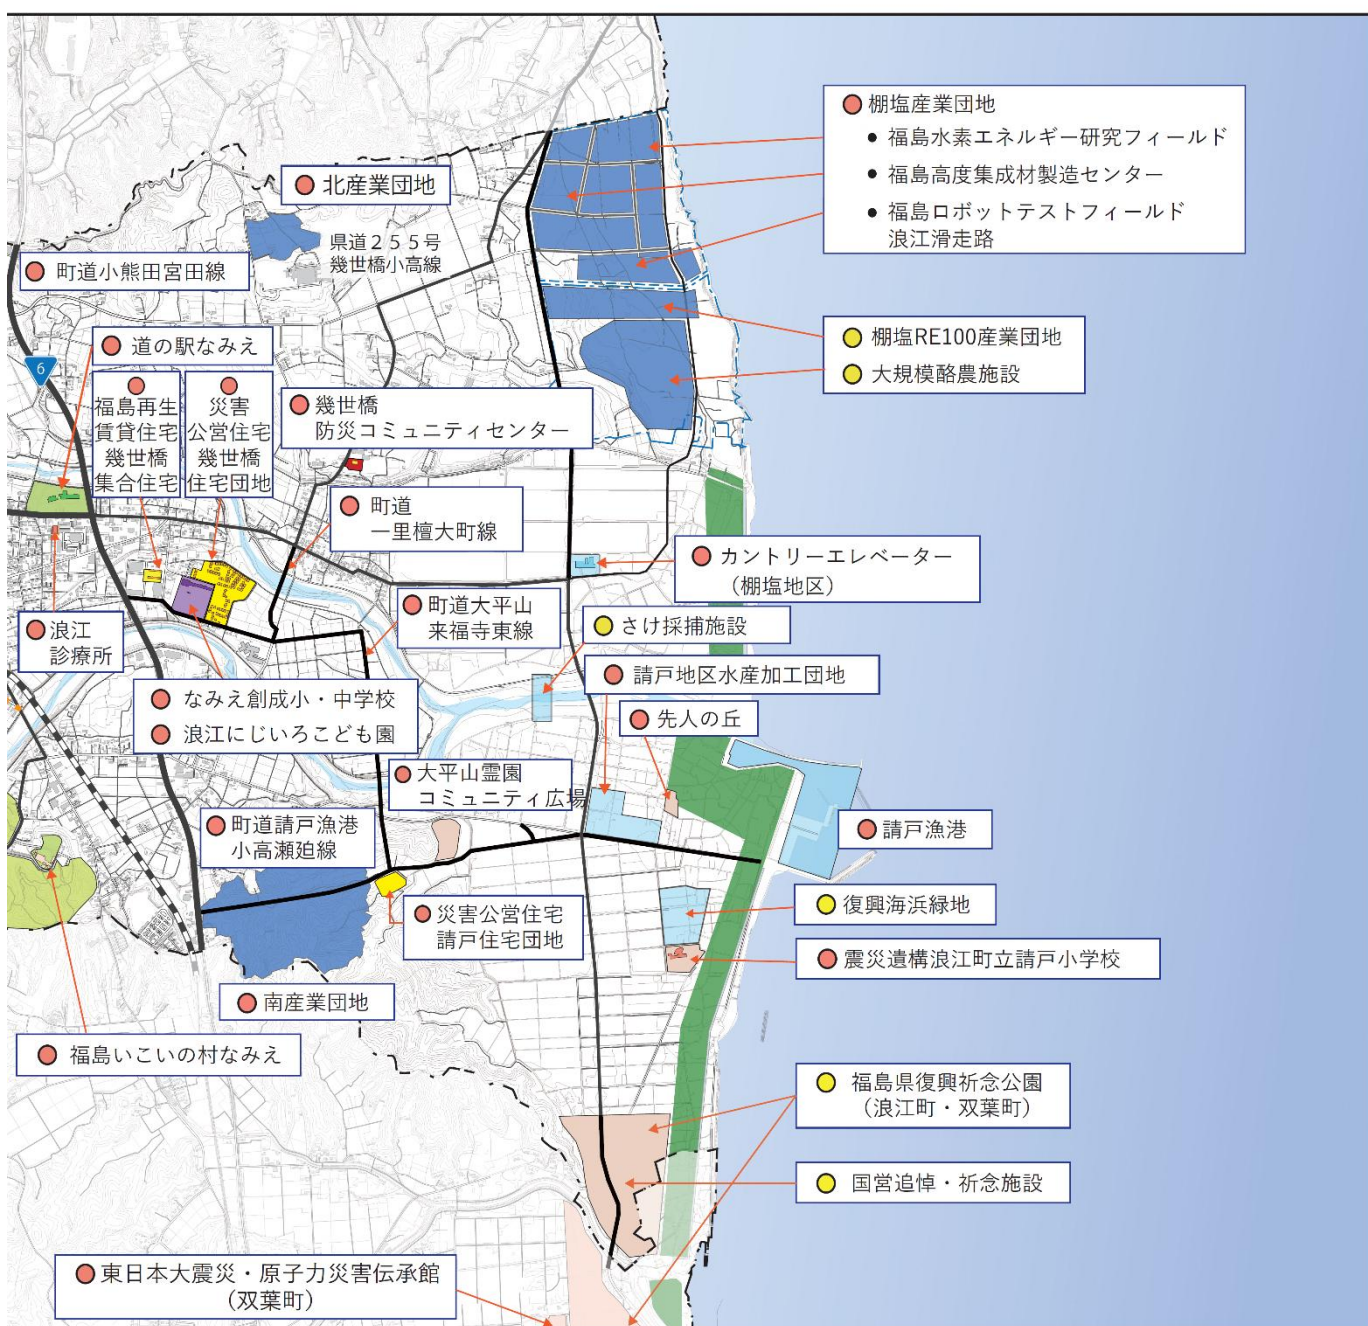 棚塩産業団地
• 福島水素エネルギー研究フィールド
• 福島高度集成材製造センター
• 福島ロボットテストフィールド
浪江滑走路
北産業団地
県道２５５号
幾世橋小高線
町道小熊田宮田線
道の駅なみえ
6
福島再生
賃貸住宅
幾世橋
集合住宅
災害
公営住宅
幾世橋
住宅団地
幾世橋
防災コミュニティセンター
棚塩RE100産業団地
大規模酪農施設
町道
一里檀大町線
カントリーエレベーター
（棚塩地区）
浪江
診療所
町道大平山
来福寺東線
さけ採捕施設
請戸地区水産加工団地
なみえ創成小・中学校
浪江にじいろこども園
先人の丘
大平山霊園
コミュニティ広場
町道請戸漁港
小高瀬廹線
請戸漁港
災害公営住宅
請戸住宅団地
復興海浜緑地
震災遺構浪江町立請戸小学校
南産業団地
福島いこいの村なみえ
福島県復興祈念公園
（浪江町・双葉町）
国営追悼・祈念施設
東日本大震災・原子力災害伝承館
（双葉町）